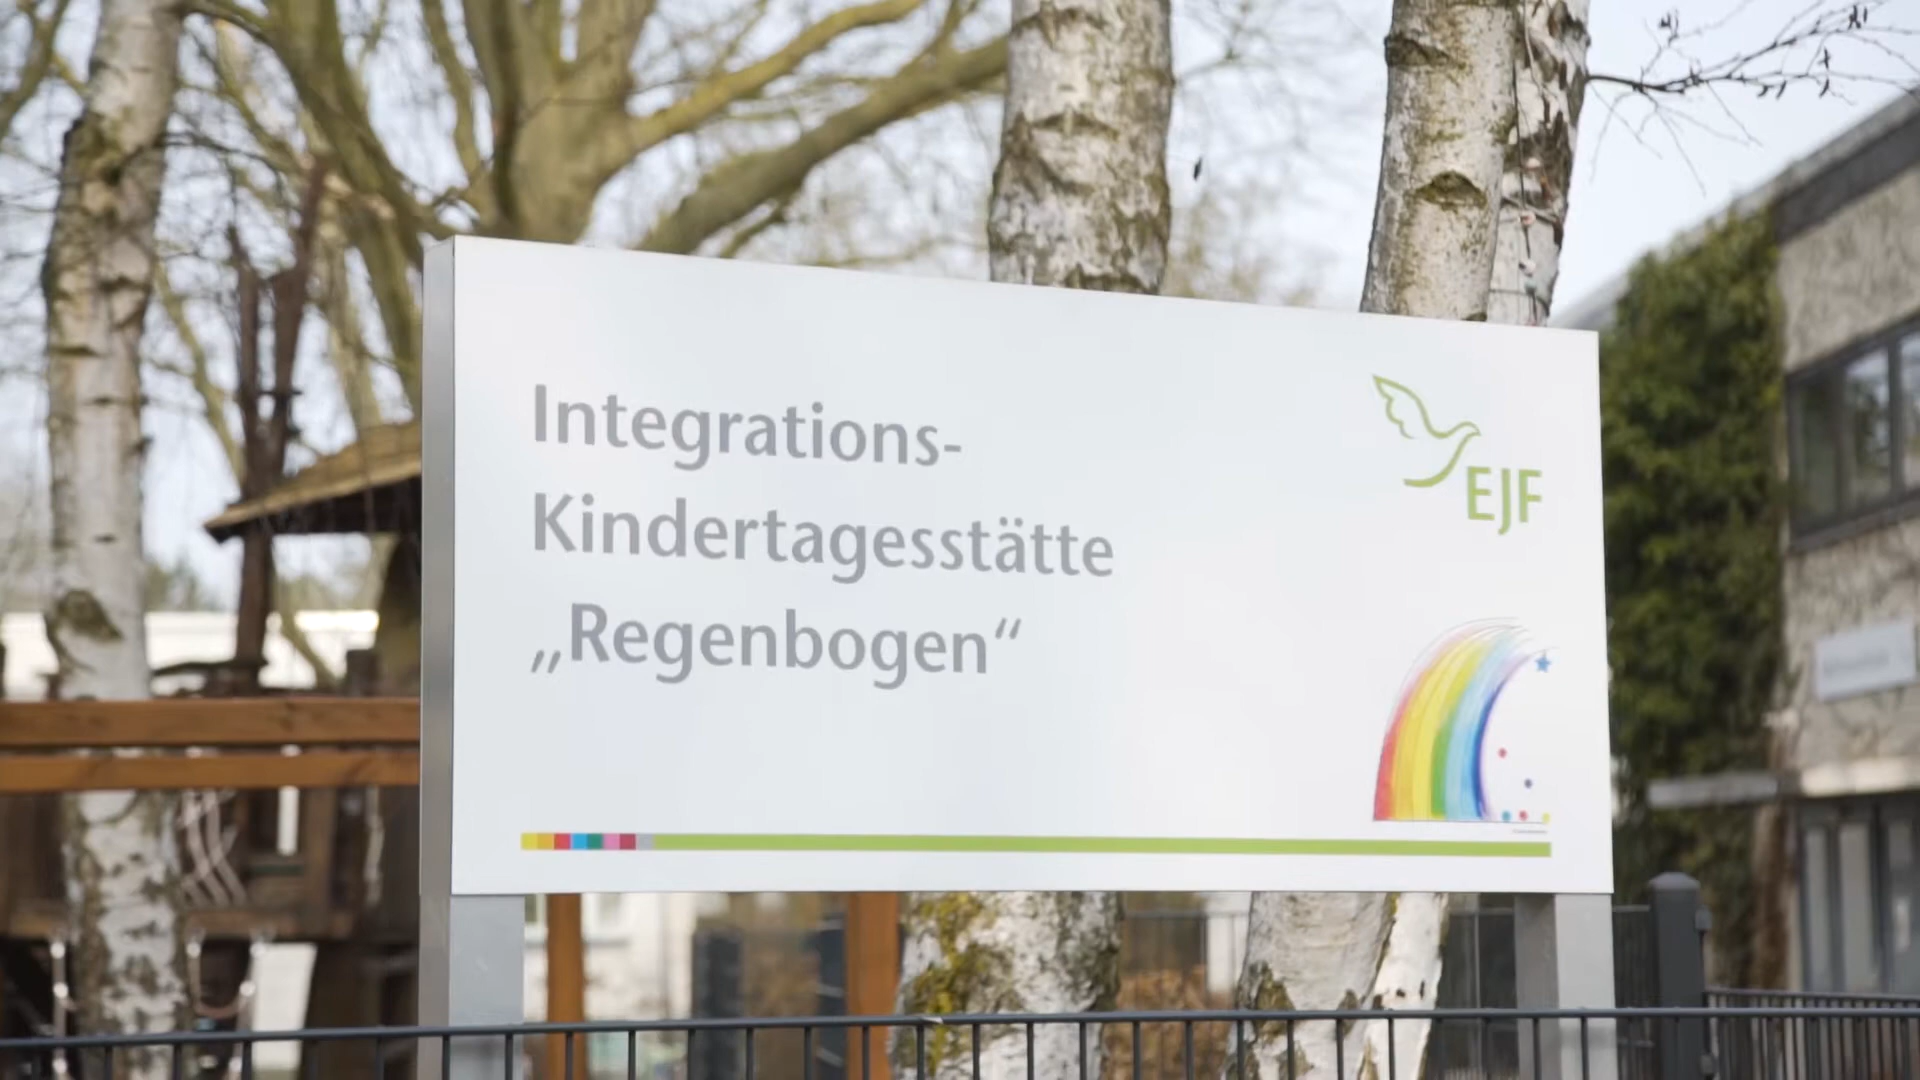 Integrations-
Kindertagesstätte
„Regenbogen“
EJF